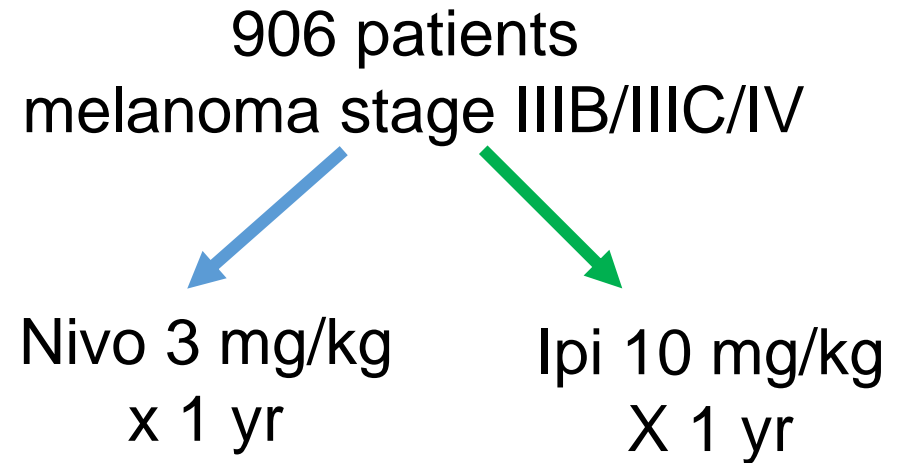 906 patients
melanoma stage IIIB/IIIC/IV
Nivo 3 mg/kg
x 1 yr
Ipi 10 mg/kg
X 1 yr